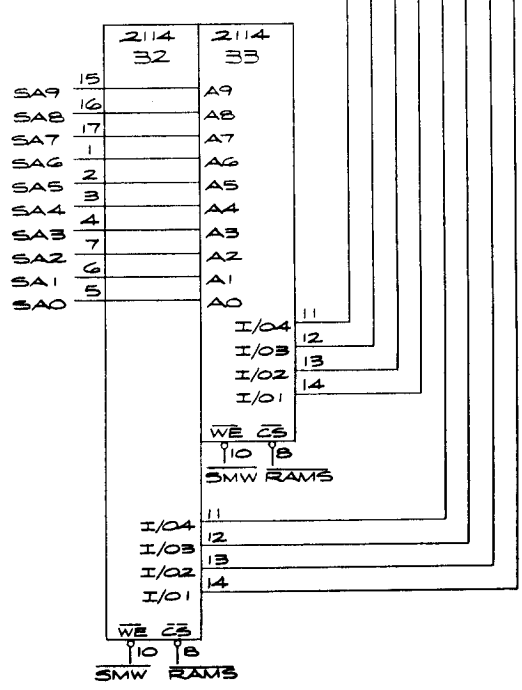 2114 2114
32 33
SA9 15 A9
SA8 16 A8
SA7 17 A7
SA6 1 A6
SA5 2 A5
SA4 3 A4
SA3 4 A3
SA2 7 A2
SA1 6 A1
SA0 5 A0
I/O4 11
I/O3 12
I/O2 13
I/O1 14
WE CS
10 8
SMW RAMS
I/O4 11
I/O3 12
I/O2 13
I/O1 14
WE CS
10 8
SMW RAMS